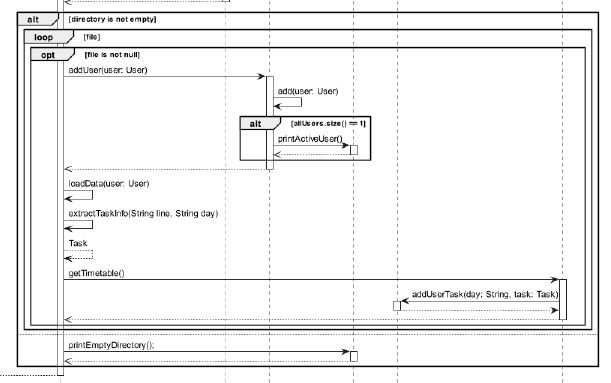 alt [directory is not empty]
loop [file]
opt [file is not null]
addUser(user: User)
add(user: User)
alt [allUsers.size() == 1]
printActiveUser()
loadData(user: User)
extractTaskInfo(String line, String day)
Task
getTimetable()
addUserTask(day: String, task: Task)
printEmptyDirectory();